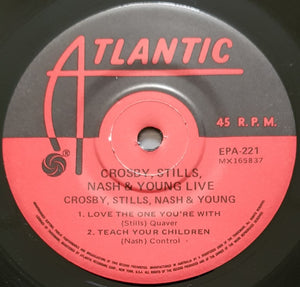 ATLANTIC
45 R.P.M.
EPA-221
MX165837
CROSBY, STILLS,
NASH & YOUNG LIVE
CROSBY, STILLS, NASH & YOUNG
1. LOVE THE ONE YOU'RE WITH
(Stills) Quaver
2. TEACH YOUR CHILDREN
(Nash) Control